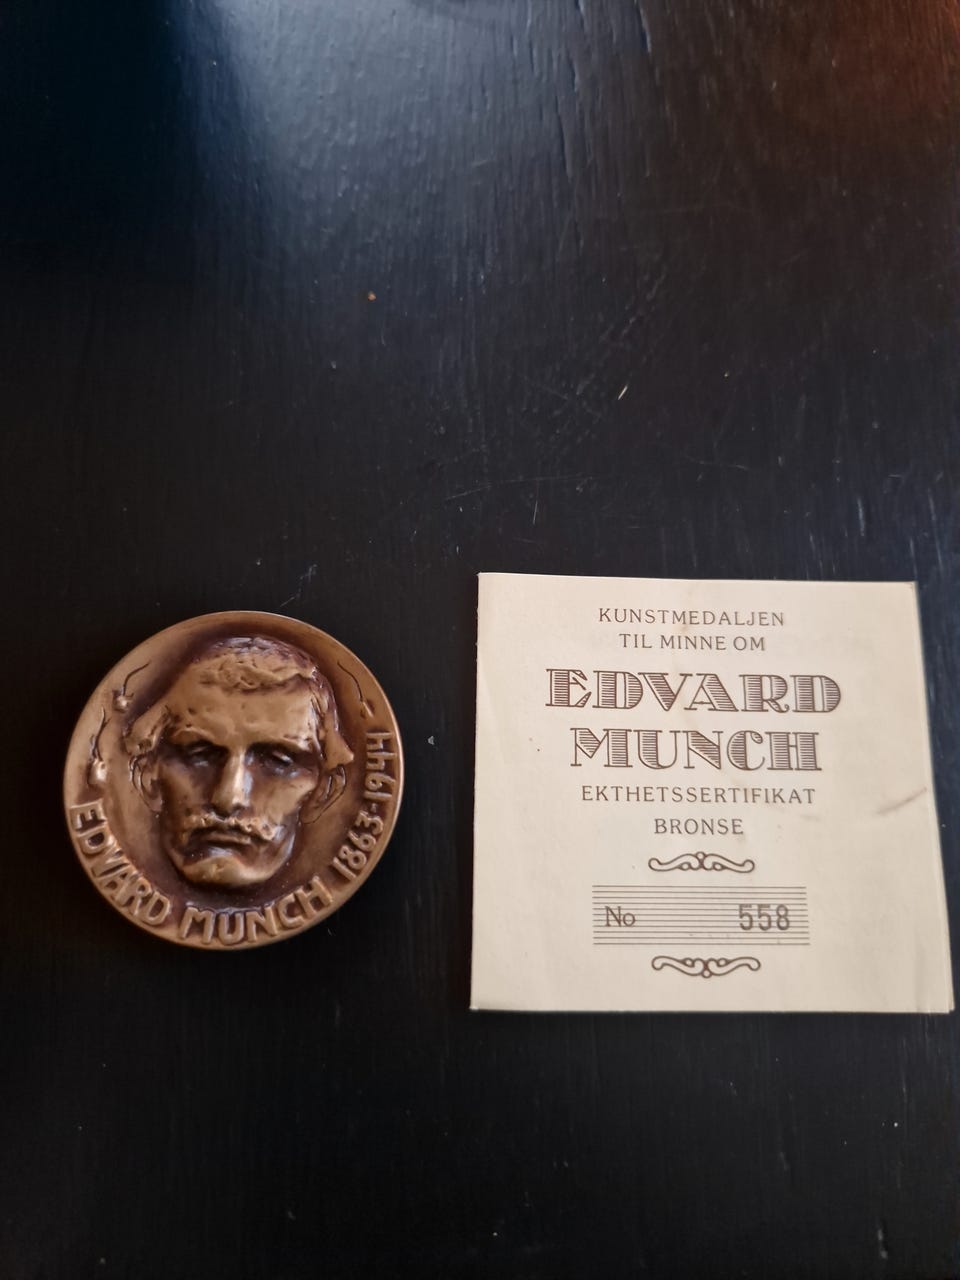 EDVARD MUNCH 1863-1944
KUNSTMEDALJEN
TIL MINNE OM
EDVARD
MUNCH
EKTHETSSERTIFIKAT
BRONSE
No 558